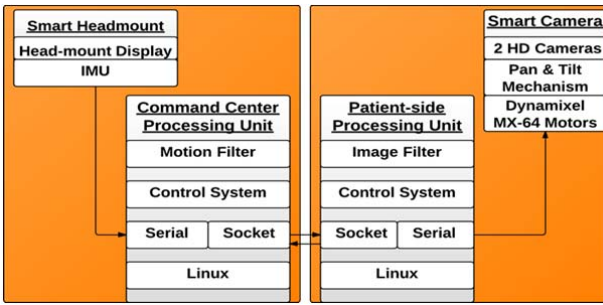 Smart Headmount
Head-mount Display
IMU
Command Center
Processing Unit
Motion Filter
Control System
Serial
Socket
Linux
Patient-side
Processing Unit
Image Filter
Control System
Socket
Serial
Linux
Smart Camera
2 HD Cameras
Pan & Tilt
Mechanism
Dynamixel
MX-64 Motors